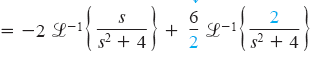 = −2 ℒ⁻¹{ s / (s² + 4) } + 6/2 ℒ⁻¹{ 2 / (s² + 4) }